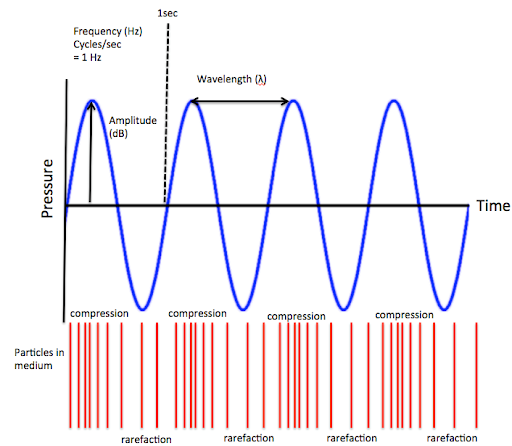 1sec
Frequency (Hz)
Cycles/sec
= 1 Hz
Wavelength (λ)
Amplitude
(dB)
Pressure
Time
compression
compression
compression
compression
Particles in
medium
rarefaction
rarefaction
rarefaction
rarefaction